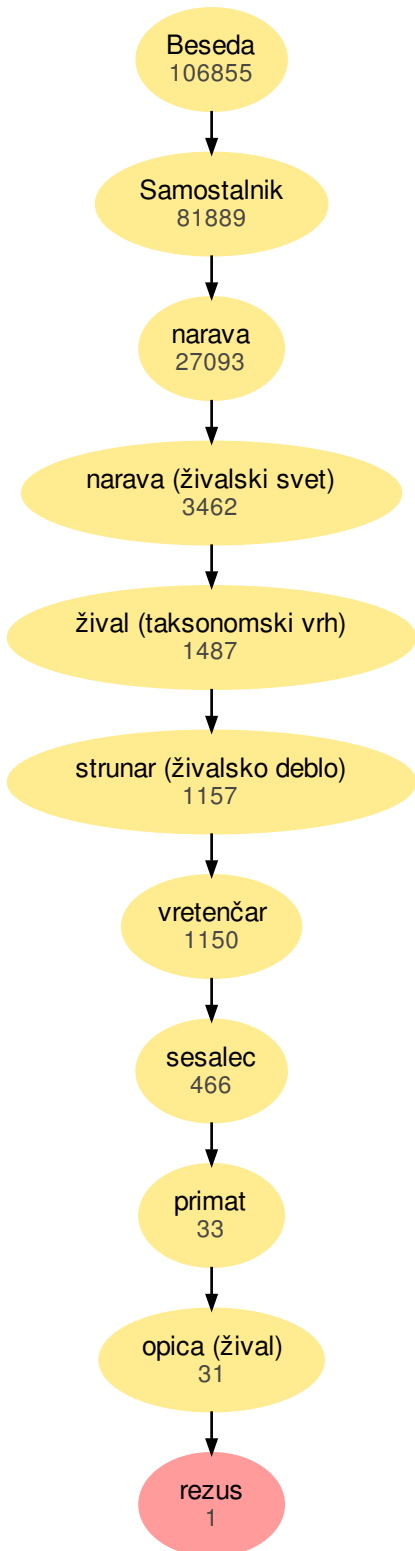 Beseda
106855
Samostalnik
81889
narava
27093
narava (živalski svet)
3462
žival (taksonomski vrh)
1487
strunar (živalsko deblo)
1157
vretenčar
1150
sesalec
466
primat
33
opica (žival)
31
rezus
1